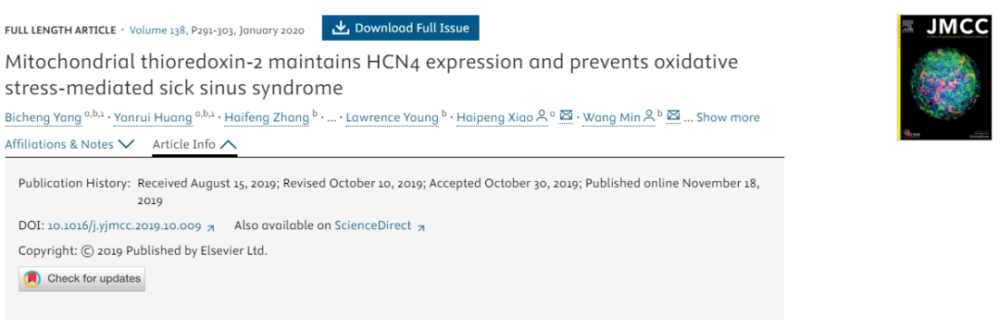 FULL LENGTH ARTICLE · Volume 138, P291-303, January 2020 Download Full Issue
Mitochondrial thioredoxin-2 maintains HCN4 expression and prevents oxidative
stress-mediated sick sinus syndrome
Bicheng Yang a,b,1 · Yanrui Huang a,b,1 · Haifeng Zhang b · ... · Lawrence Young b · Haipeng Xiao a · Wang Min b ... Show more
Affiliations & Notes Article Info
Publication History: Received August 15, 2019; Revised October 10, 2019; Accepted October 30, 2019; Published online November 18,
2019
DOI: 10.1016/j.yjmcc.2019.10.009 Also available on ScienceDirect
Copyright: © 2019 Published by Elsevier Ltd.
Check for updates
JMCC